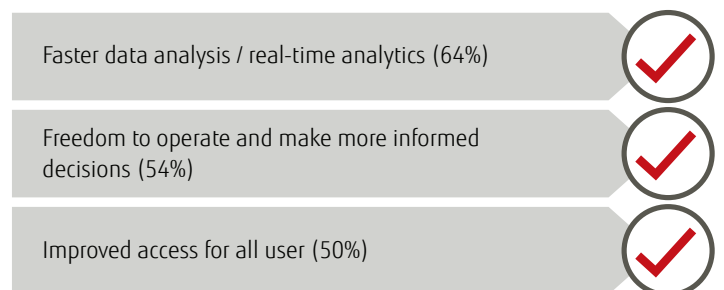 Faster data analysis / real-time analytics (64%)
Freedom to operate and make more informed
decisions (54%)
Improved access for all user (50%)